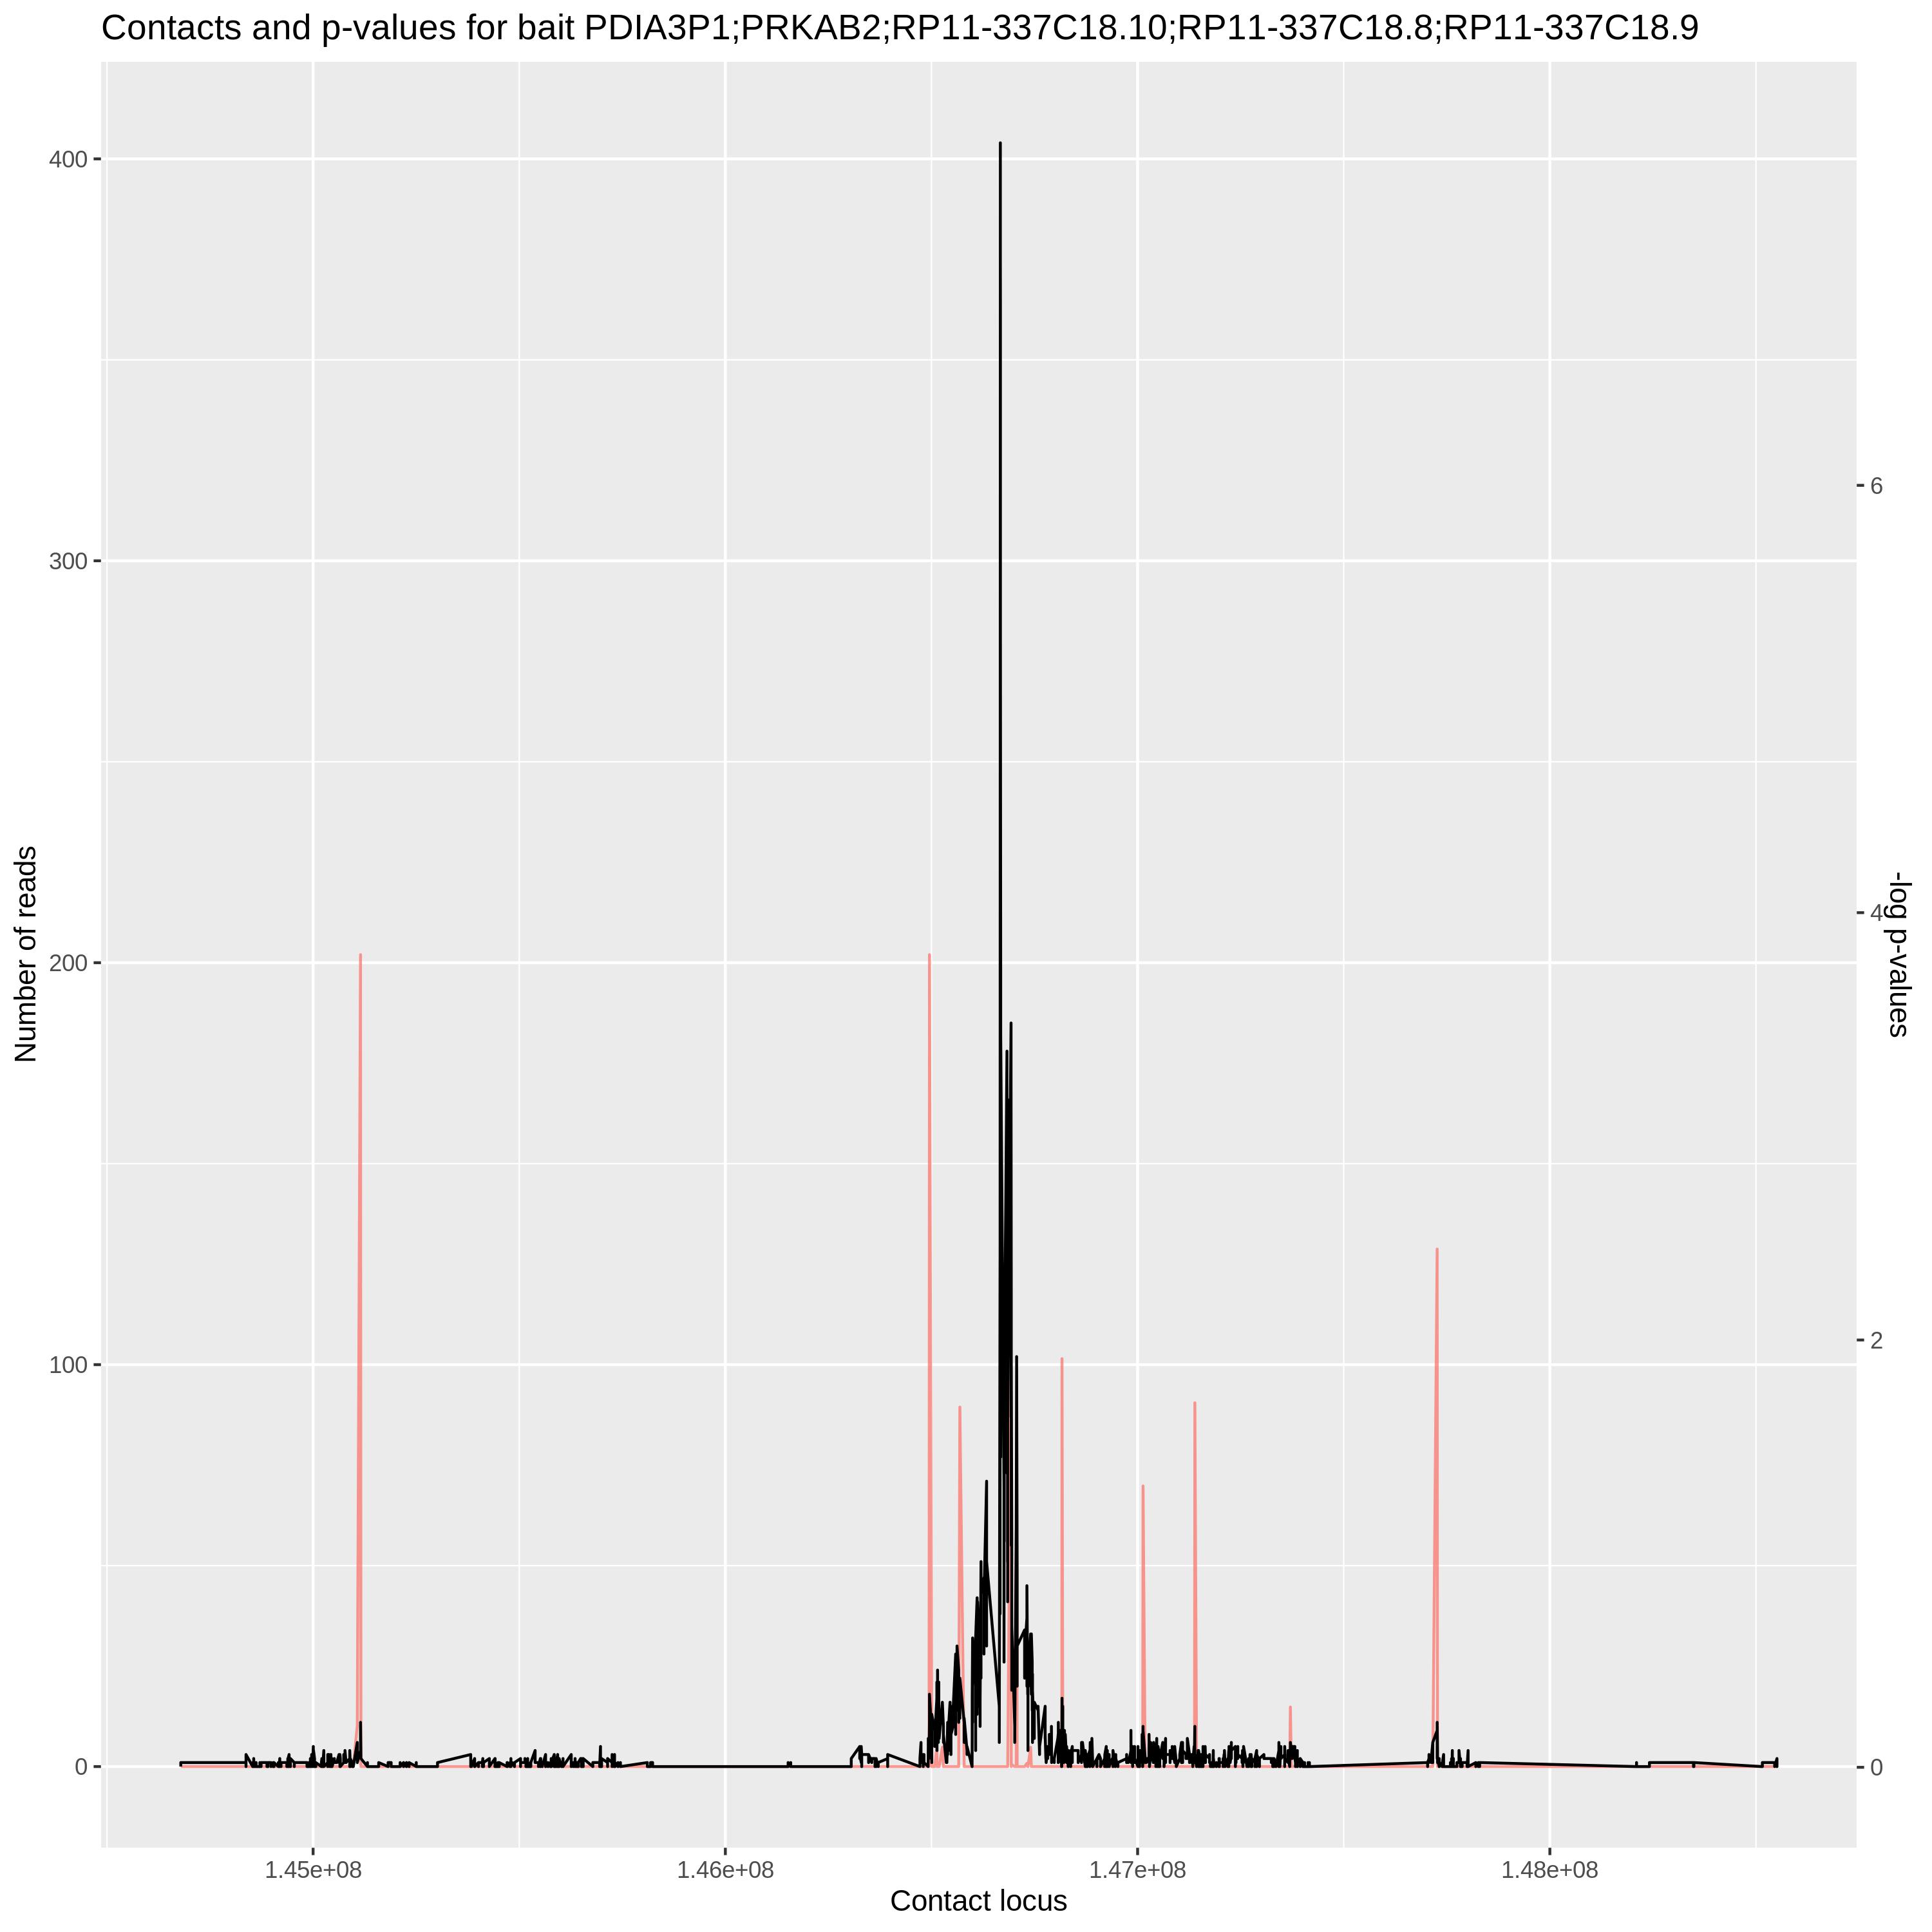 Contacts and p-values for bait PDIA3P1;PRKAB2;RP11-337C18.10;RP11-337C18.8;RP11-337C18.9
400
300
200
100
0
Number of reads
6
4
2
0
-log p-values
1.45e+08
1.46e+08
1.47e+08
1.48e+08
Contact locus